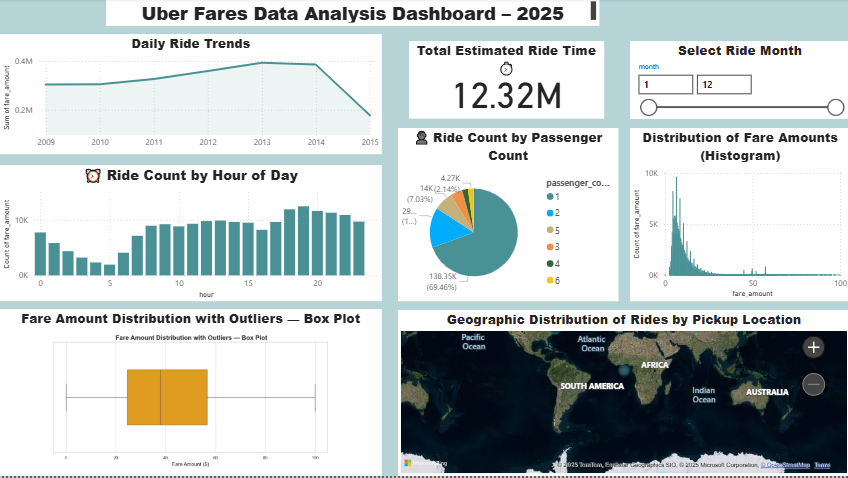 Uber Fares Data Analysis Dashboard – 2025
Daily Ride Trends
Sum of fare_amount
0.4M
0.2M
2009 2010 2011 2012 2013 2014 2015
Total Estimated Ride Time
12.32M
Select Ride Month
month
1 12
Ride Count by Hour of Day
Count of fare_amount
10K
0K
0 5 10 15 20
hour
Ride Count by Passenger
Count
4.27K
(2.14%)
14K
(7.03%)
29...
(1...)
138.35K
(69.46%)
passenger_co...
1
2
5
3
4
6
Distribution of Fare Amounts
(Histogram)
Count of fare_amount
10K
5K
0K
0 50 100
fare_amount
Fare Amount Distribution with Outliers — Box Plot
Fare Amount Distribution with Outliers — Box Plot
0 20 40 60 80 100
Fare Amount ($)
Geographic Distribution of Rides by Pickup Location
Pacific
Ocean
Atlantic
Ocean
AFRICA
SOUTH AMERICA
Indian
Ocean
AUSTRALIA
© 2025 TomTom, Earthstar Geographics SIO, © 2025 Microsoft Corporation, © OpenStreetMap Terms